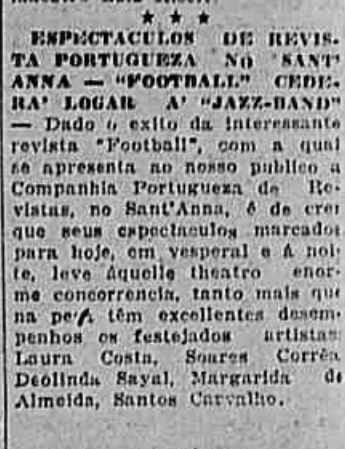 ★ ★ ★
ESPECTACULOS DE REVIS-
TA PORTUGUEZA NO SANT'
ANNA — "FOOTBALL" CEDE-
RA' LOGAR A' "JAZZ-BAND"
— Dado o exito da interessante
revista "Football", com a qual
se apresenta ao nosso publico a
Companhia Portugueza de Re-
vistas, no Sant'Anna, é de crer
que seus espectaculos marcados
para hoje, em vesperal e á noi-
te, leve áquelle theatro enor-
me concorrencia, tanto mais que
na peça têm excellentes desem-
penhos os festejados artistas:
Laura Costa, Soares Corrêa
Deolinda Sayal, Margarida de
Almeida, Santos Carvalho.